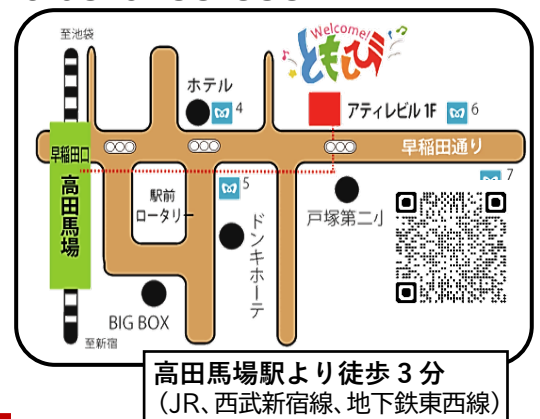 至池袋
Welcome!
ともとぴ
ホテル
4
アティレビル 1F
6
早稲田口
早稲田通り
7
高田馬場
駅前
ロータリー
5
ドンキホーテ
戸塚第二小
BIG BOX
至新宿
高田馬場駅より徒歩 3 分
（JR、西武新宿線、地下鉄東西線）